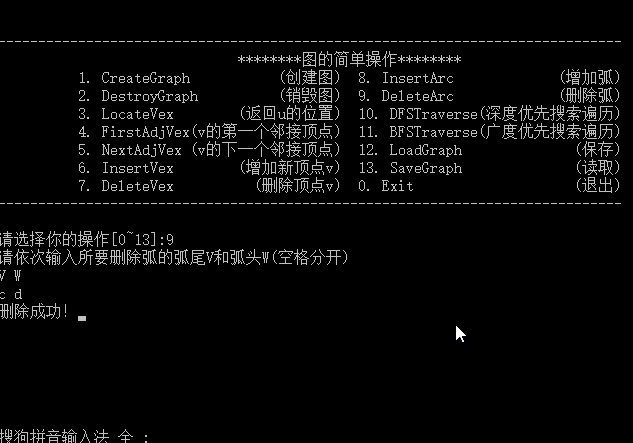 ********图的简单操作********
1. CreateGraph (创建图) 8. InsertArc (增加弧)
2. DestroyGraph (销毁图) 9. DeleteArc (删除弧)
3. LocateVex (返回u的位置) 10. DFSTraverse(深度优先搜索遍历)
4. FirstAdjVex(v的第一个邻接顶点) 11. BFSTraverse(广度优先搜索遍历)
5. NextAdjVex (v的下一个邻接顶点) 12. LoadGraph (保存)
6. InsertVex (增加新顶点v) 13. SaveGraph (读取)
7. DeleteVex (删除顶点v) 0. Exit (退出)
请选择你的操作[0~13]:9
请依次输入所要删除弧的弧尾V和弧头W(空格分开)
V W
c d
删除成功!
搜狗拼音输入法 全 :